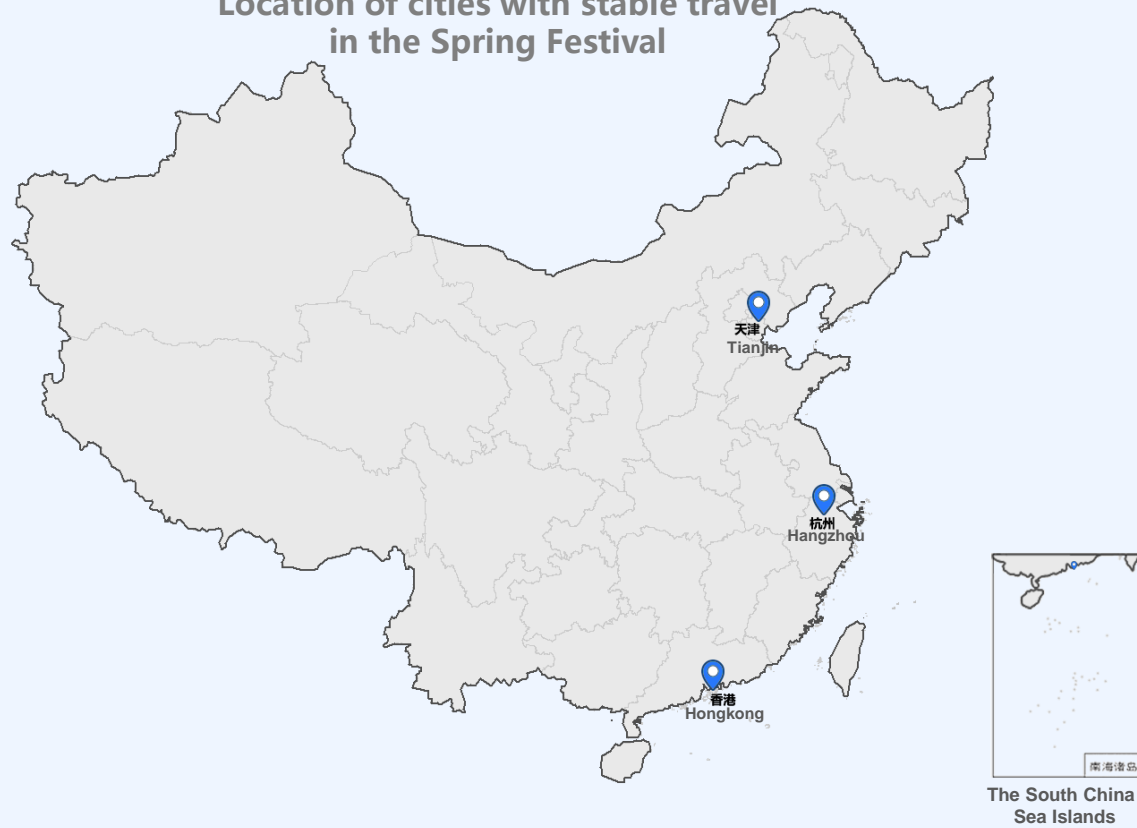 Location of cities with stable travel
in the Spring Festival
天津
Tianjin
杭州
Hangzhou
香港
Hongkong
南海诸岛
The South China
Sea Islands